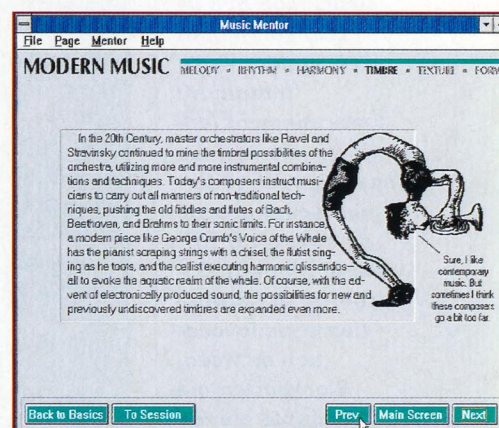 Music Mentor
File Page Mentor Help
MODERN MUSIC MELODY • RHYTHM • HARMONY • TIMBRE • TEXTURE • FORM
In the 20th Century, master orchestrators like Ravel and
Stravinsky continued to mine the timbral possibilities of the
orchestra, utilizing more and more instrumental combina-
tions and techniques. Today's composers instruct musi-
cians to carry out all manners of non-traditional tech-
niques, pushing the old fiddles and flutes of Bach,
Beethoven, and Brahms to their sonic limits. For instance,
a modern piece like George Crumb's Voice of the Whale
has the pianist scraping strings with a chisel, the flutist sing-
ing as he toots, and the cellist executing harmonic glissandos—
all to evoke the aquatic realm of the whale. Of course, with the ad-
vent of electronically produced sound, the possibilities for new and
previously undiscovered timbres are expanded even more.
Sure, I like
contemporary
music. But
sometimes I think
these composers
go a bit too far.
Back to Basics To Session Prev Main Screen Next